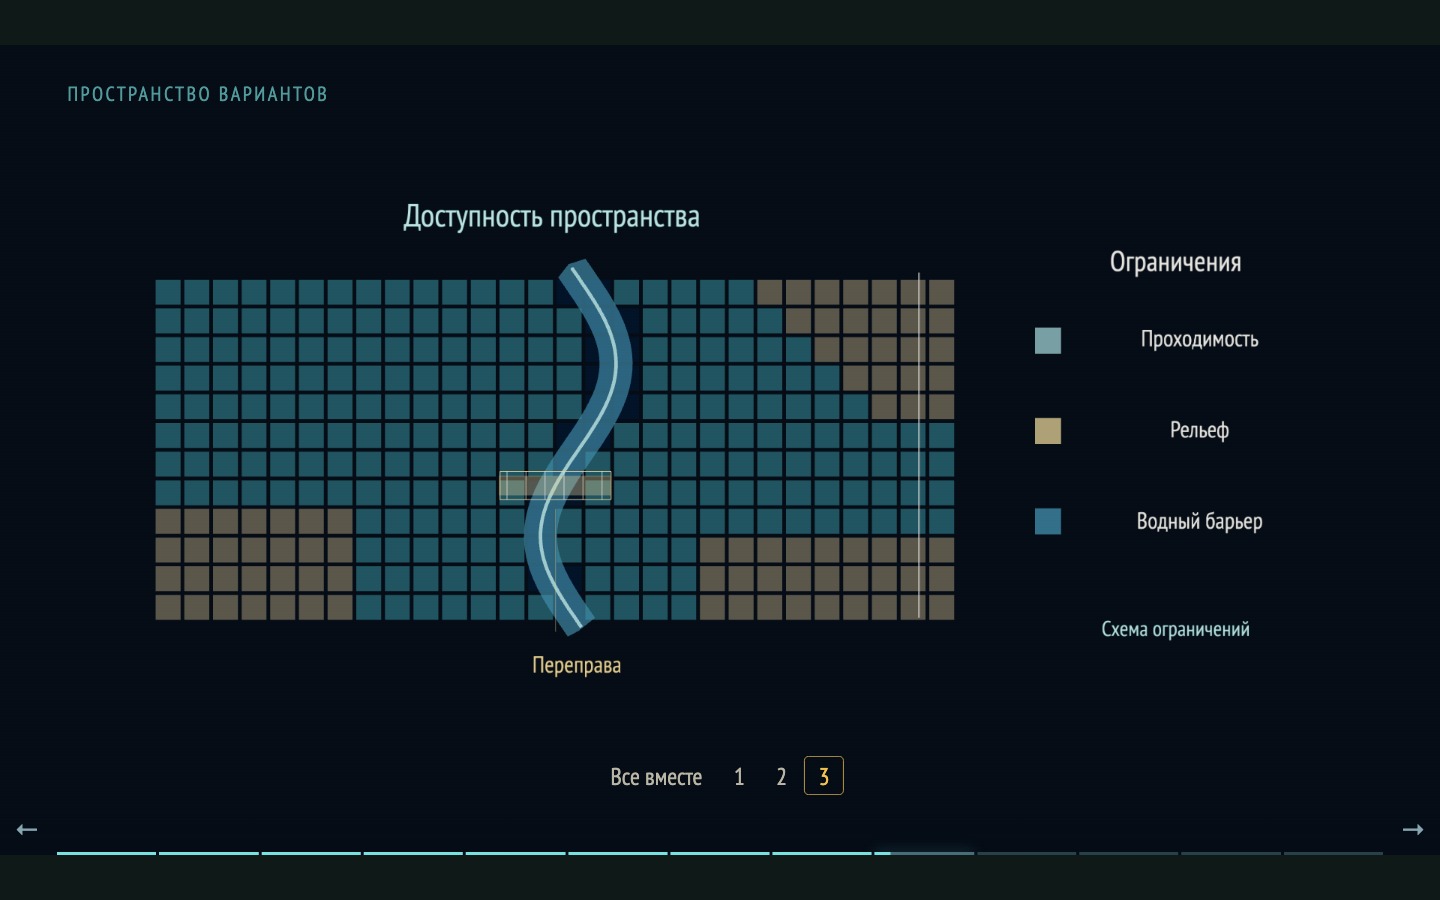 ПРОСТРАНСТВО ВАРИАНТОВ
Доступность пространства
Ограничения
Проходимость
Рельеф
Водный барьер
Схема ограничений
Переправа
Все вместе 1 2 3
← →